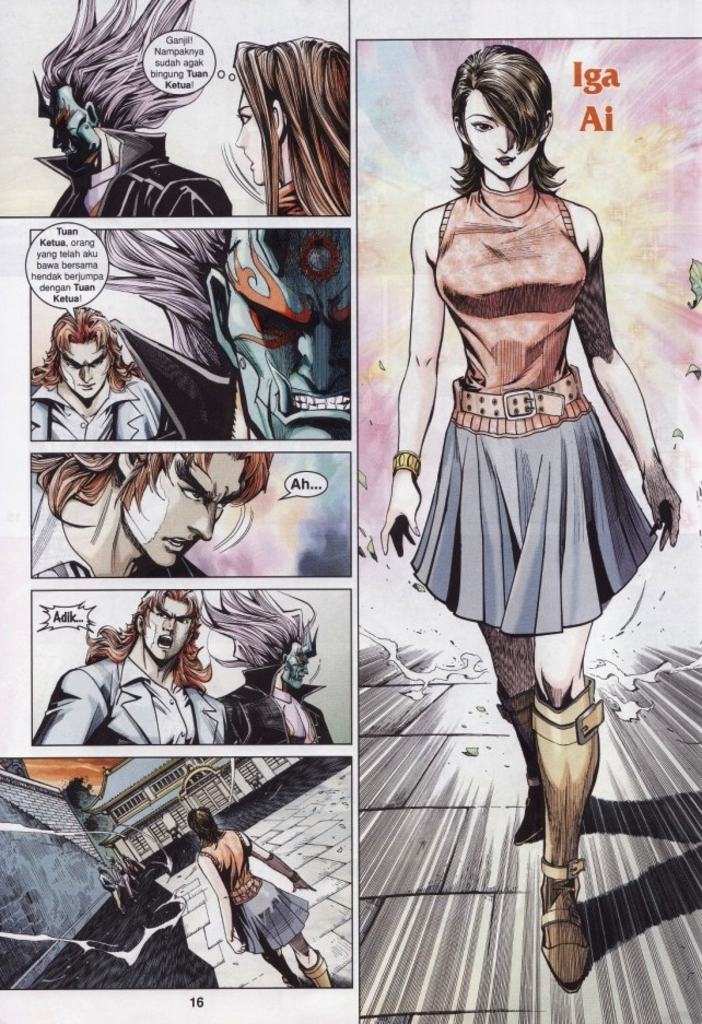 Ganjil!
Nampaknya
sudah agak
bingung Tuan
Ketua!
Tuan
Ketua, orang
yang telah aku
bawa bersama
hendak berjumpa
dengan Tuan
Ketua!
Ah...
Adik...
Iga
Ai
16